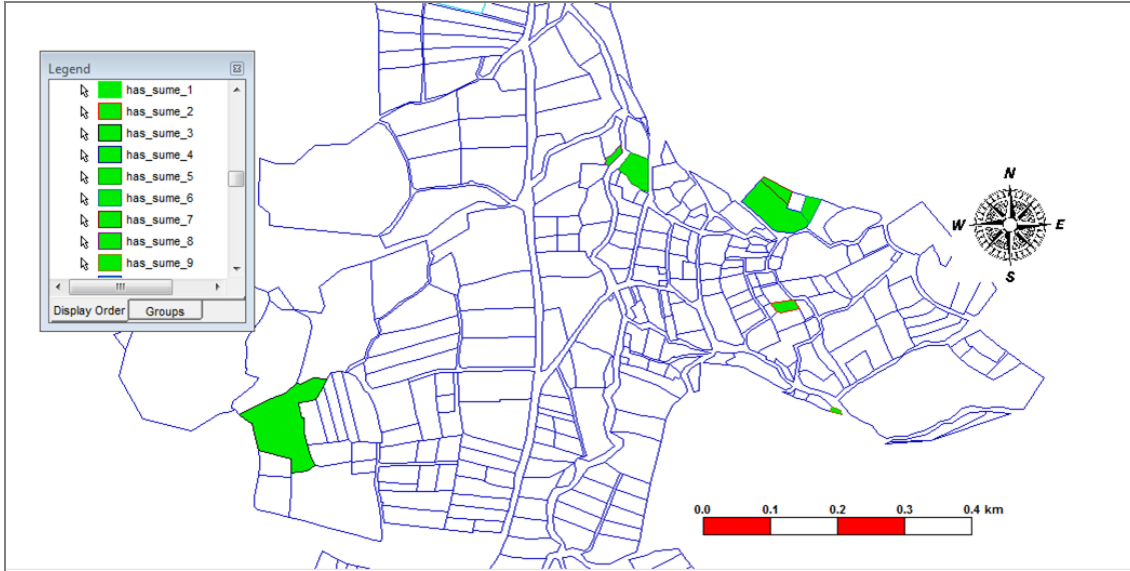 Legend
has_sume_1
has_sume_2
has_sume_3
has_sume_4
has_sume_5
has_sume_6
has_sume_7
has_sume_8
has_sume_9
Display Order Groups
N
W E
S
0.0 0.1 0.2 0.3 0.4 km